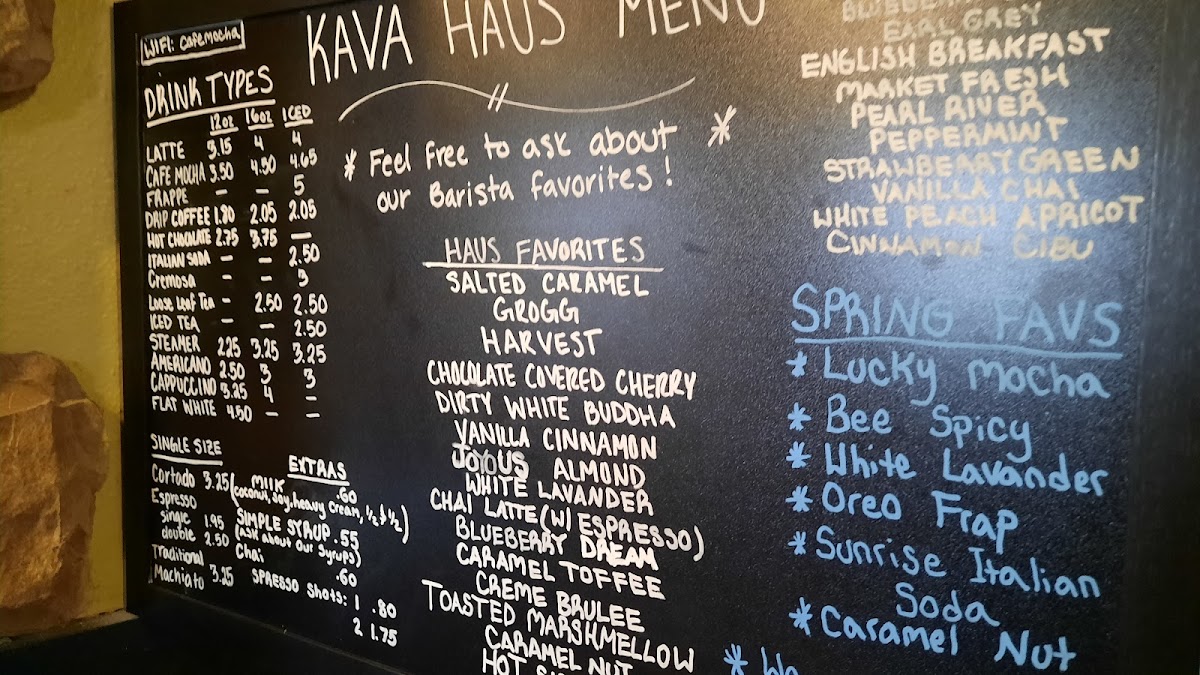 WIFI: cafemocha
KAVA HAUS MENU
DRINK TYPES
12oz 16oz ICED
LATTE 3.15 4 4
CAFE MOCHA 3.50 4.50 4.65
FRAPPE — — 5
DRIP COFFEE 1.80 2.05 2.05
HOT CHOCOLATE 2.75 3.75 —
ITALIAN SODA — — 2.50
Cremosa — — 3
Loose Leaf Tea — 2.50 2.50
ICED TEA — — 2.50
STEAMER 2.25 3.25 3.25
AMERICANO 2.50 3 3
CAPPUCCINO 3.25 4 —
FLAT WHITE 4.50 — —
SINGLE SIZE
Cortado 3.25
Espresso
single 1.95
double 2.50
Traditional
Machiato 3.25
EXTRAS
MILK .60
(coconut, soy, heavy cream, ½ & ½)
SIMPLE SYRUP .55
(ASK about our Syrups)
Chai .60
SPRESSO Shots: 1 .80
2 1.75
* Feel free to ask about *
our Barista favorites!
HAUS FAVORITES
SALTED CARAMEL
GROGG
HARVEST
CHOCOLATE COVERED CHERRY
DIRTY WHITE BUDDHA
VANILLA CINNAMON
JOYOUS ALMOND
WHITE LAVANDER
CHAI LATTE (W/ ESPRESSO)
BLUEBERRY DREAM
CARAMEL TOFFEE
CREME BRULEE
TOASTED MARSHMELLOW
CARAMEL NUT
HOT
EARL GREY
ENGLISH BREAKFAST
MARKET FRESH
PEARL RIVER
PEPPERMINT
STRAWBERRY GREEN
VANILLA CHAI
WHITE PEACH APRICOT
CINNAMON CIBU
SPRING FAVS
* Lucky mocha
* Bee Spicy
* White Lavander
* Oreo Frap
* Sunrise Italian
Soda
* Caramel Nut